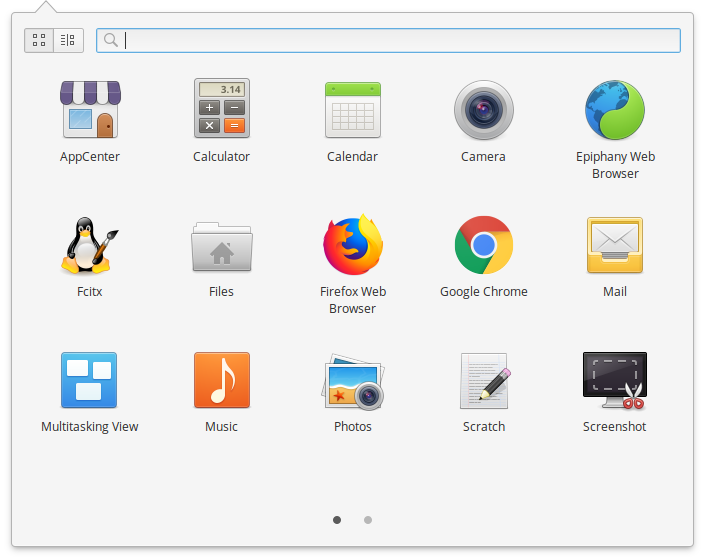 3.14
AppCenter
Calculator
Calendar
Camera
Epiphany Web
Browser
Fcitx
Files
Firefox Web
Browser
Google Chrome
Mail
Multitasking View
Music
Photos
Scratch
Screenshot